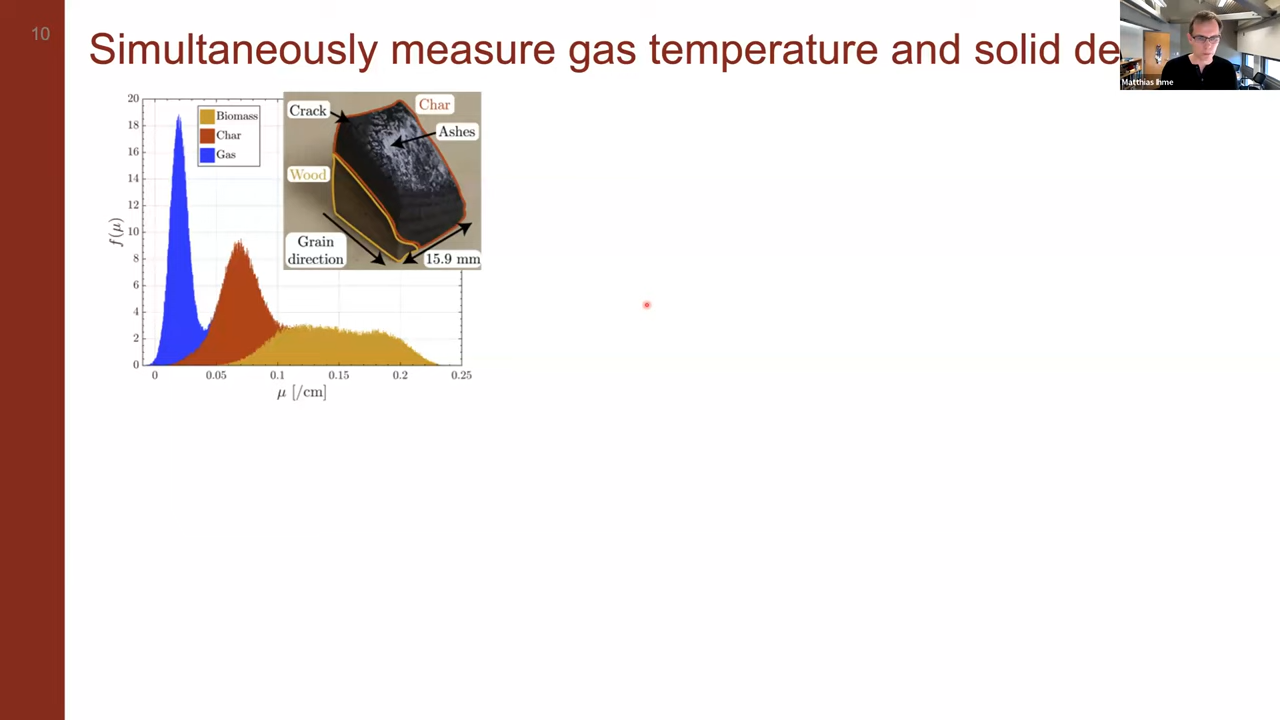 10
Simultaneously measure gas temperature and solid de
Matthias Ihme
20
18
16
14
12
10
8
6
4
2
0
f(μ)
Biomass
Char
Gas
0
0.05
0.1
0.15
0.2
0.25
μ [/cm]
Crack
Char
Ashes
Wood
Grain
direction
15.9 mm